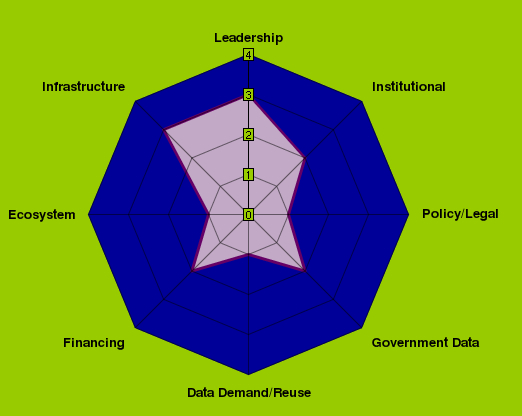 Leadership
4
Infrastructure
Institutional
3
2
1
Ecosystem
0
Policy/Legal
Financing
Government Data
Data Demand/Reuse